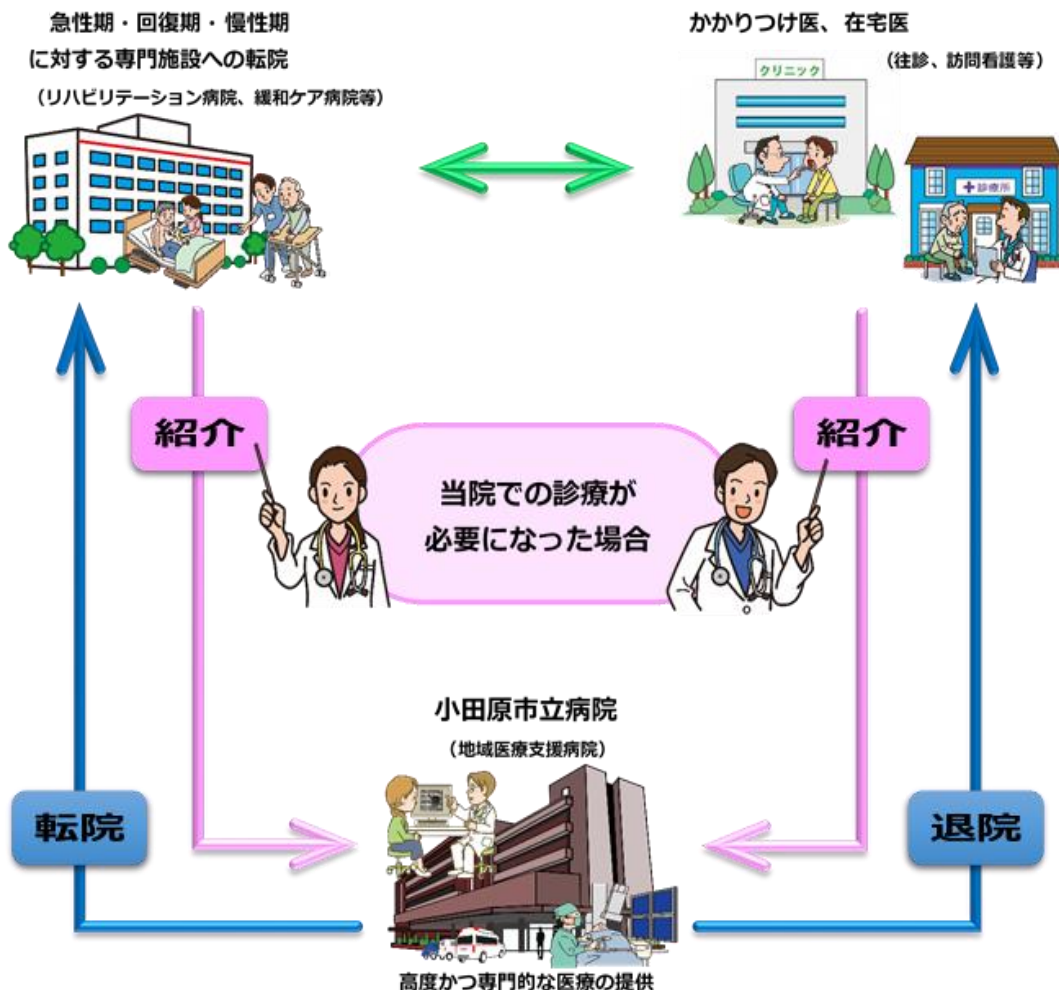 急性期・回復期・慢性期
に対する専門施設への転院
（リハビリテーション病院、緩和ケア病院等）
かかりつけ医、在宅医
（往診、訪問看護等）
クリニック
診療所
紹介
紹介
当院での診療が
必要になった場合
小田原市立病院
（地域医療支援病院）
転院
退院
高度かつ専門的な医療の提供